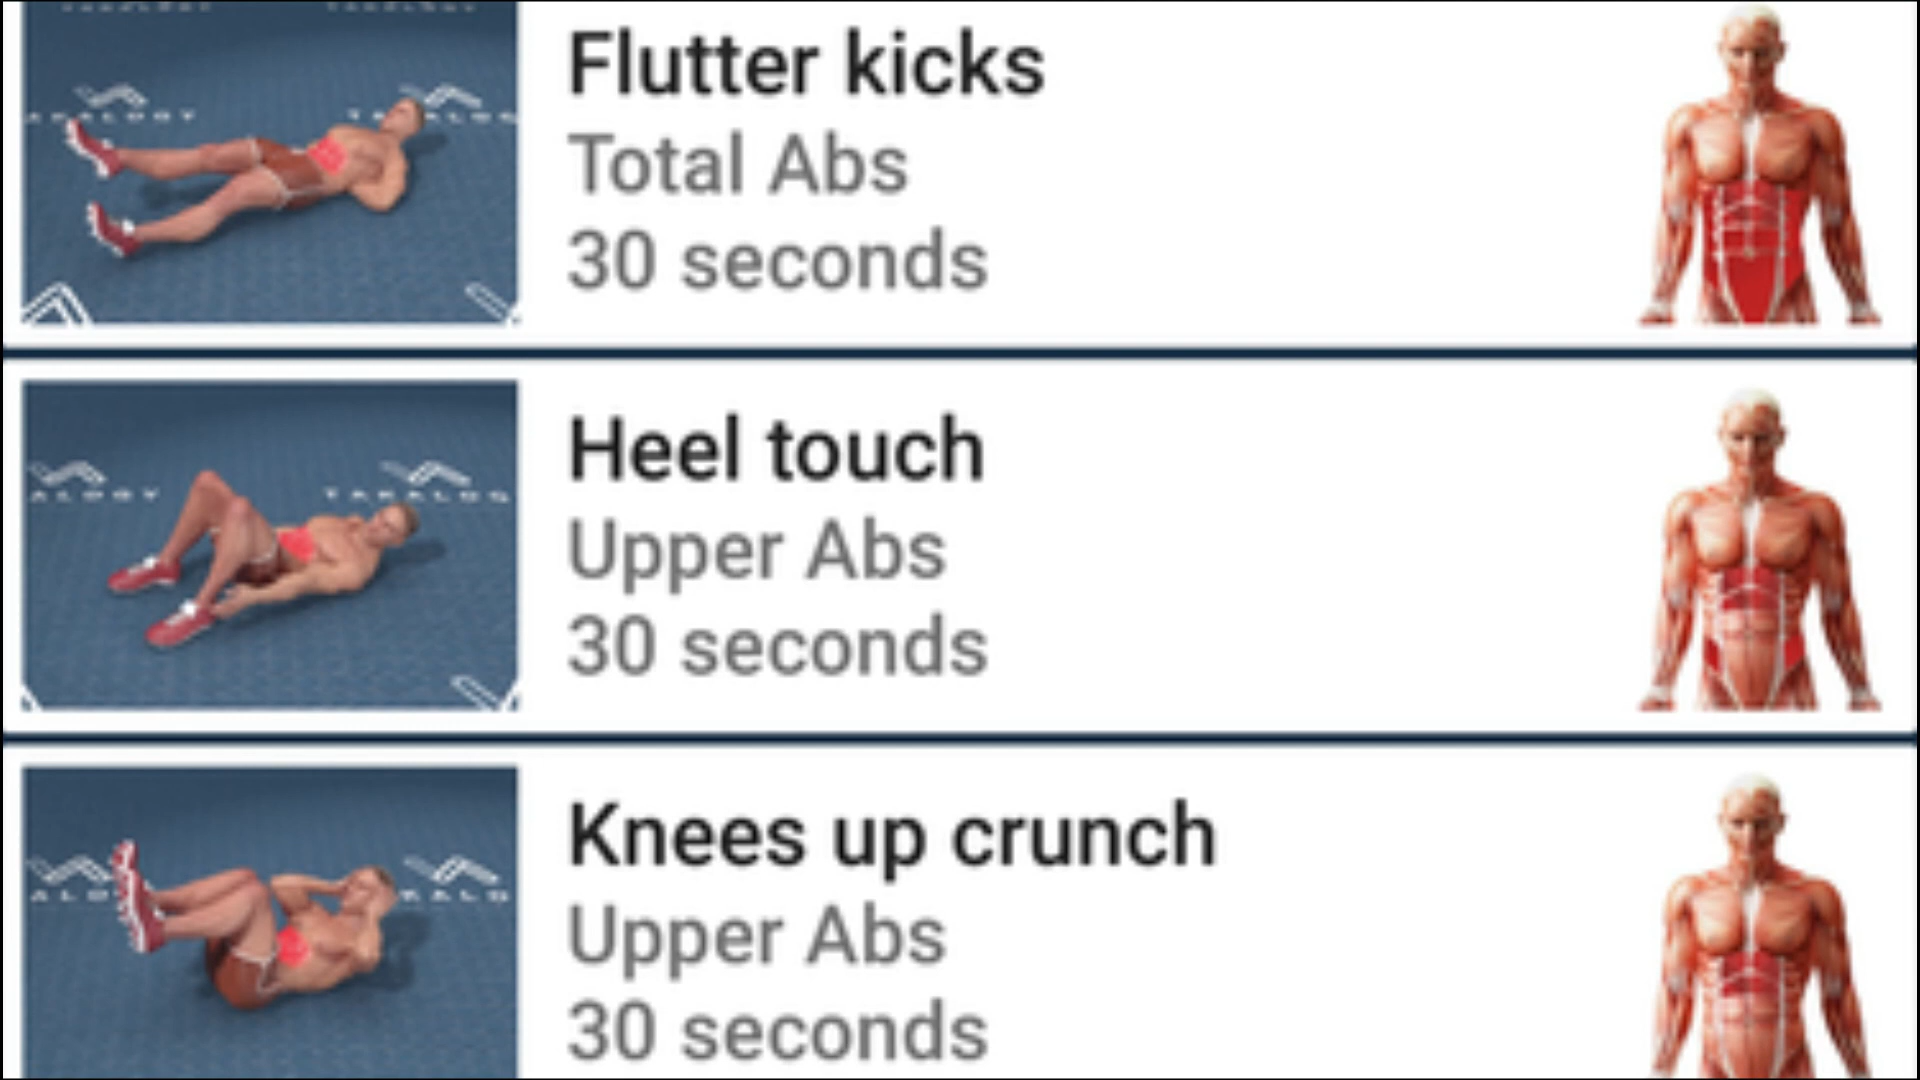 Flutter kicks
Total Abs
30 seconds
Heel touch
Upper Abs
30 seconds
Knees up crunch
Upper Abs
30 seconds